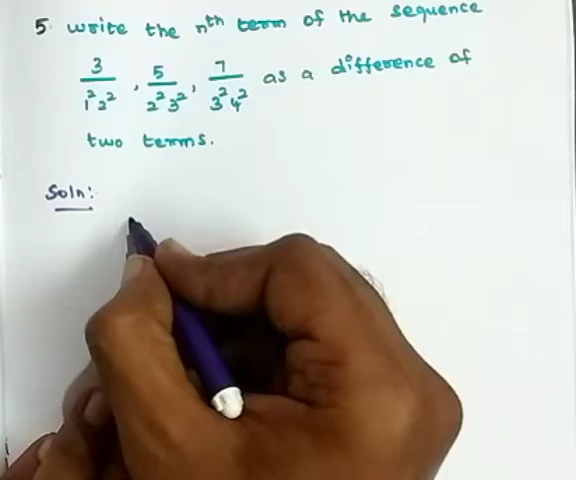 5. Write the nth term of the sequence
3/1²2², 5/2²3², 7/3²4² as a difference of
two terms.
Soln: